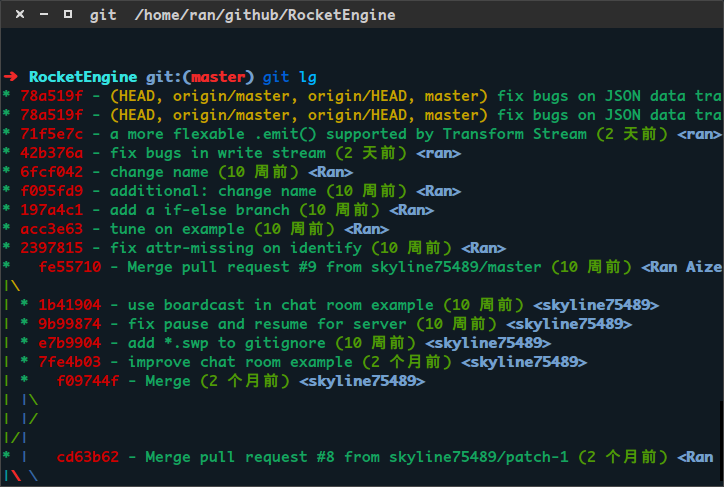 git /home/ran/github/RocketEngine
➜ RocketEngine git:(master) git lg
* 78a519f - (HEAD, origin/master, origin/HEAD, master) fix bugs on JSON data tra
* 78a519f - (HEAD, origin/master, origin/HEAD, master) fix bugs on JSON data tra
* 71f5e7c - a more flexable .emit() supported by Transform Stream (2 天前) <ran>
* 42b376a - fix bugs in write stream (2 天前) <ran>
* 6fcf042 - change name (10 周前) <Ran>
* f095fd9 - additional: change name (10 周前) <Ran>
* 197a4c1 - add a if-else branch (10 周前) <Ran>
* acc3e63 - tune on example (10 周前) <Ran>
* 2397815 - fix attr-missing on identify (10 周前) <Ran>
*   fe55710 - Merge pull request #9 from skyline75489/master (10 周前) <Ran Aize
|\
| * 1b41904 - use boardcast in chat room example (10 周前) <skyline75489>
| * 9b99874 - fix pause and resume for server (10 周前) <skyline75489>
| * e7b9904 - add *.swp to gitignore (10 周前) <skyline75489>
| * 7fe4b03 - improve chat room example (2 个月前) <skyline75489>
| *   f09744f - Merge (2 个月前) <skyline75489>
| |\
| |/
|/|
* |   cd63b62 - Merge pull request #8 from skyline75489/patch-1 (2 个月前) <Ran
|\ \